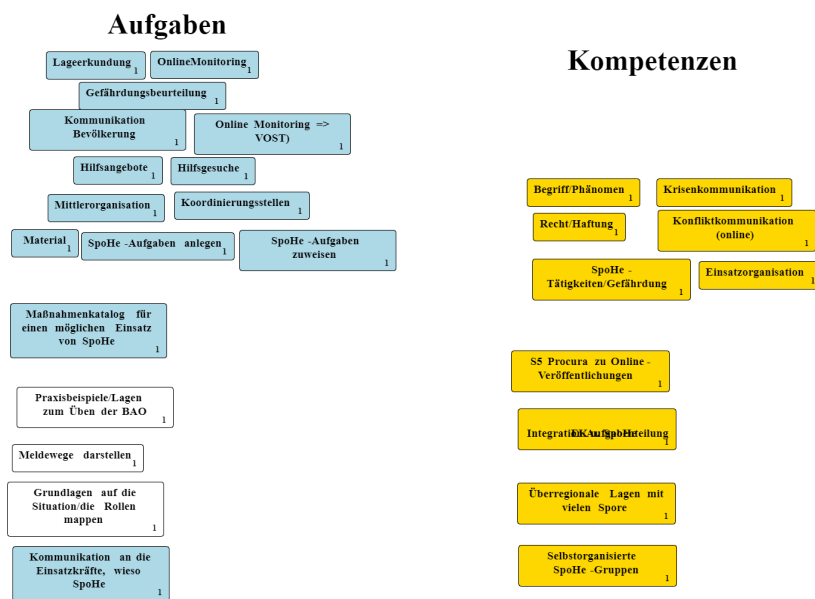 Aufgaben
Kompetenzen
Lageerkundung
1
OnlineMonitoring
1
Gefährdungsbeurteilung
1
Kommunikation
Bevölkerung
1
Online Monitoring =>
VOST)
1
Hilfsangebote
1
Hilfsgesuche
1
Mittlerorganisation
1
Koordinierungsstellen
1
Material
1
SpoHe -Aufgaben anlegen
1
SpoHe -Aufgaben
zuweisen
1
Maßnahmenkatalog für
einen möglichen Einsatz
von SpoHe
1
Praxisbeispiele/Lagen
zum Üben der BAO
1
Meldewege darstellen
1
Grundlagen auf die
Situation/die Rollen
mappen
1
Kommunikation an die
Einsatzkräfte, wieso
SpoHe
1
Begriff/Phänomen
1
Krisenkommunikation
1
Recht/Haftung
1
Konfliktkommunikation
(online)
1
SpoHe -
Tätigkeiten/Gefährdung
1
Einsatzorganisation
1
S5 Procura zu Online -
Veröffentlichungen
1
Integration
1
Überregionale Lagen mit
vielen Spore
1
Selbstorganisierte
SpoHe -Gruppen
1